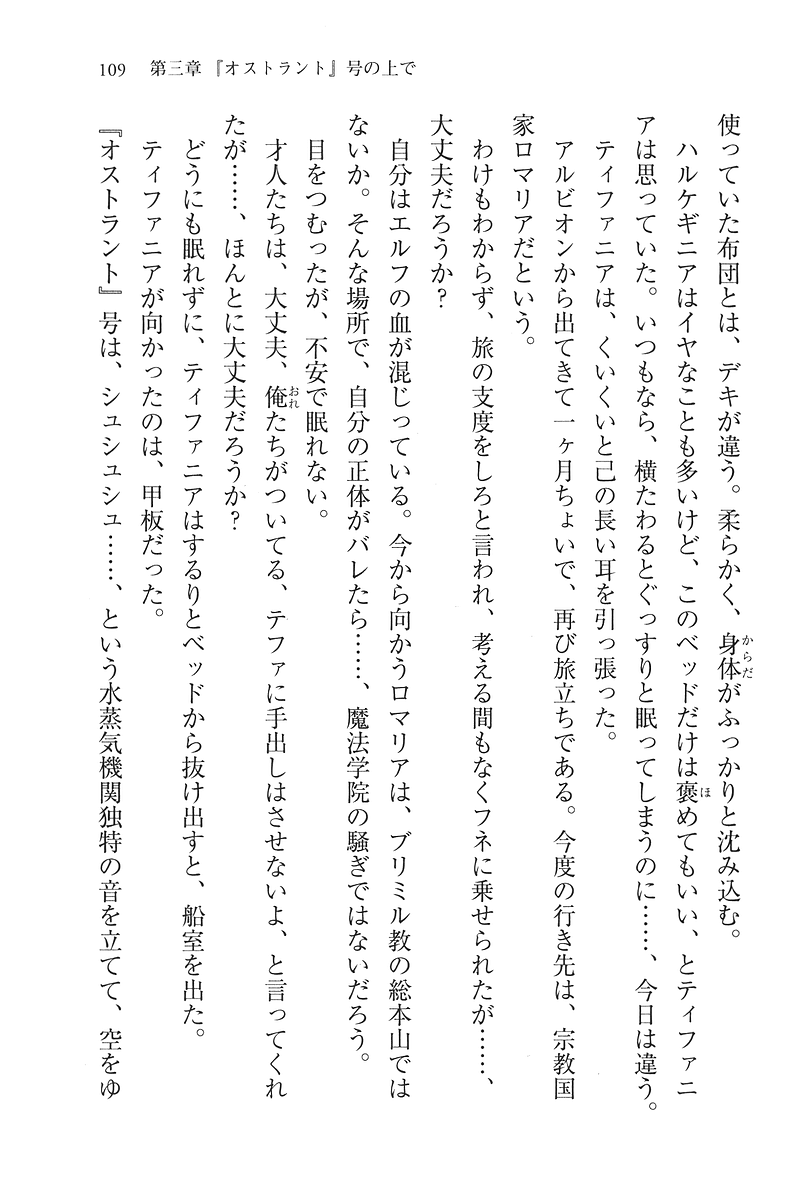 109　第三章　『オストラント』号の上で
使っていた布団とは、デキが違う。柔らかく、身体がふっかりと沈み込む。
からだ
ハルケギニアはイヤなことも多いけど、このベッドだけは褒めてもいい、とティファニ
ほ
アは思っていた。いつもなら、横たわるとぐっすりと眠ってしまうのに……、今日は違う。
ティファニアは、くいくいと己の長い耳を引っ張った。
アルビオンから出てきて一ヶ月ちょいで、再び旅立ちである。今度の行き先は、宗教国
家ロマリアだという。
わけもわからず、旅の支度をしろと言われ、考える間もなくフネに乗せられたが……、
大丈夫だろうか？
自分はエルフの血が混じっている。今から向かうロマリアは、ブリミル教の総本山では
ないか。そんな場所で、自分の正体がバレたら……、魔法学院の騒ぎではないだろう。
目をつむったが、不安で眠れない。
才人たちは、大丈夫、俺たちがついてる、テファに手出しはさせないよ、と言ってくれ
おれ
たが……、ほんとに大丈夫だろうか？
どうにも眠れずに、ティファニアはするりとベッドから抜け出すと、船室を出た。
ティファニアが向かったのは、甲板だった。
『オストラント』号は、シュシュシュ……、という水蒸気機関独特の音を立てて、空をゆ